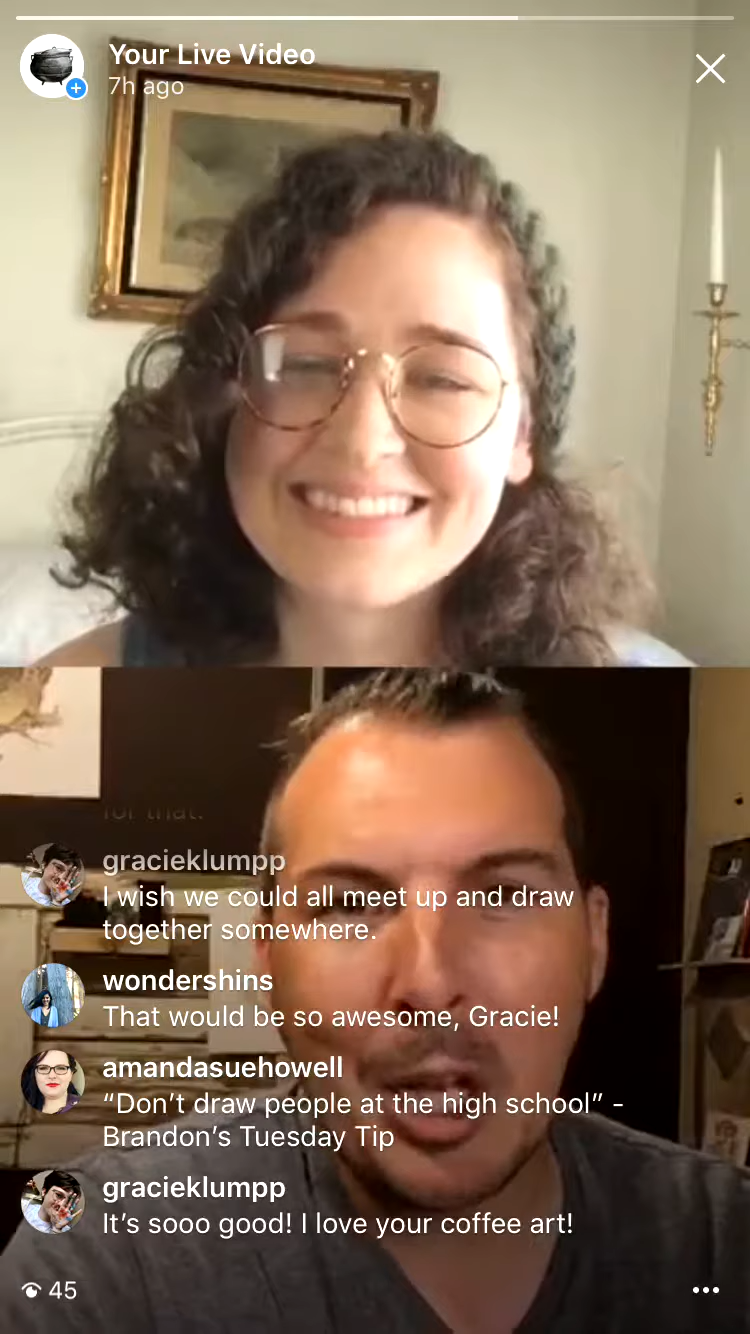 Your Live Video
7h ago
for that.
gracieklumpp
I wish we could all meet up and draw
together somewhere.
wondershins
That would be so awesome, Gracie!
amandasuehowell
“Don’t draw people at the high school” -
Brandon’s Tuesday Tip
gracieklumpp
It’s sooo good! I love your coffee art!
45